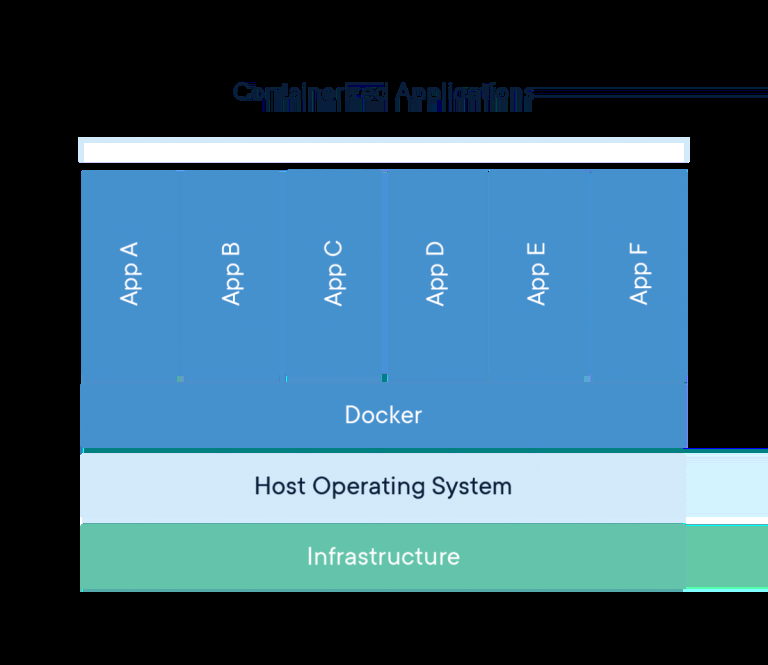 Containerized Applications
App A
App B
App C
App D
App E
App F
Docker
Host Operating System
Infrastructure